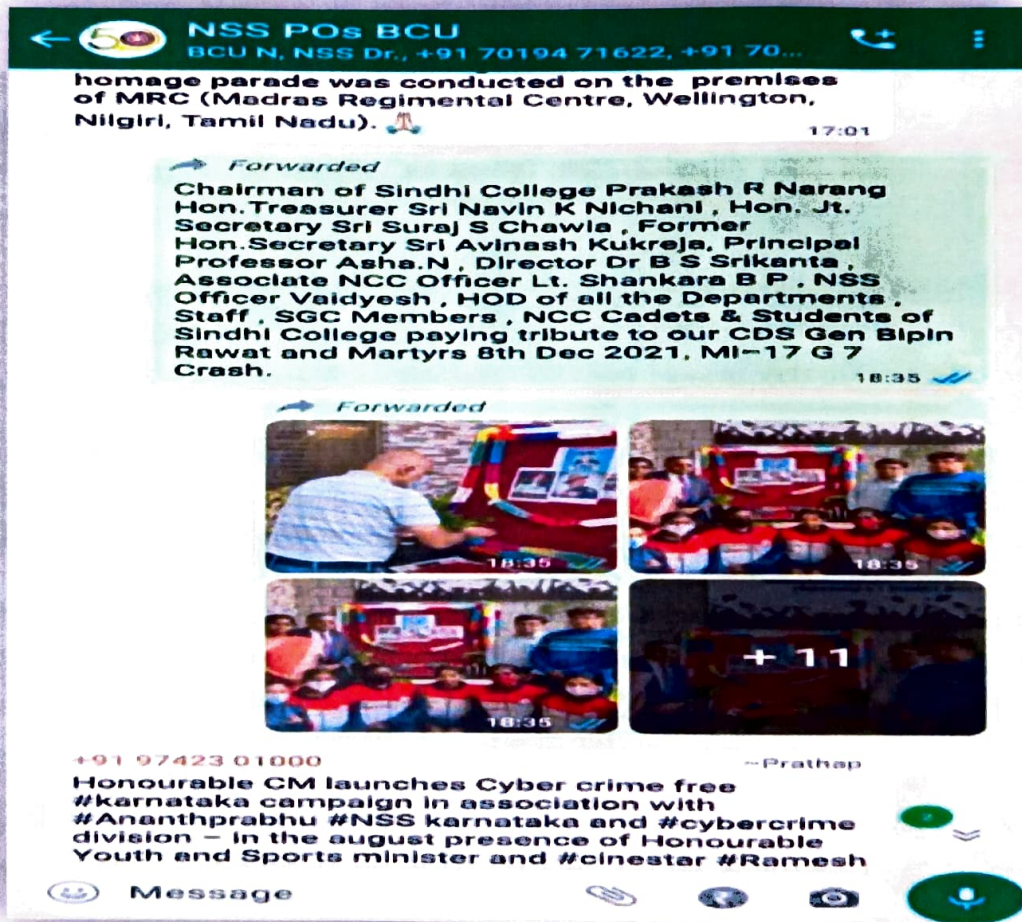 50
NSS POs BCU
BCU N, NSS Dr., +91 70194 71622, +91 70...
homage parade was conducted on the premises
of MRC (Madras Regimental Centre, Wellington,
Nilgiri, Tamil Nadu). 🙏
17:01
Forwarded
Chairman of Sindhi College Prakash R Narang
Hon.Treasurer Sri Navin K Nichani , Hon. Jt.
Secretary Sri Suraj S Chawla , Former
Hon.Secretary Sri Avinash Kukreja, Principal
Professor Asha.N , Director Dr B S Srikanta ,
Associate NCC Officer Lt. Shankara B P , NSS
Officer Vaidyesh , HOD of all the Departments ,
Staff , SGC Members , NCC Cadets & Students of
Sindhi College paying tribute to our CDS Gen Bipin
Rawat and Martyrs 8th Dec 2021, MI-17 G 7
Crash.
18:35
Forwarded
18:35
18:35
18:35
+ 11
+91 97423 01000
~Prathap
Honourable CM launches Cyber crime free
#karnataka campaign in association with
#Ananthprabhu #NSS karnataka and #cybercrime
division – in the august presence of Honourable
Youth and Sports minister and #cinestar #Ramesh
Message